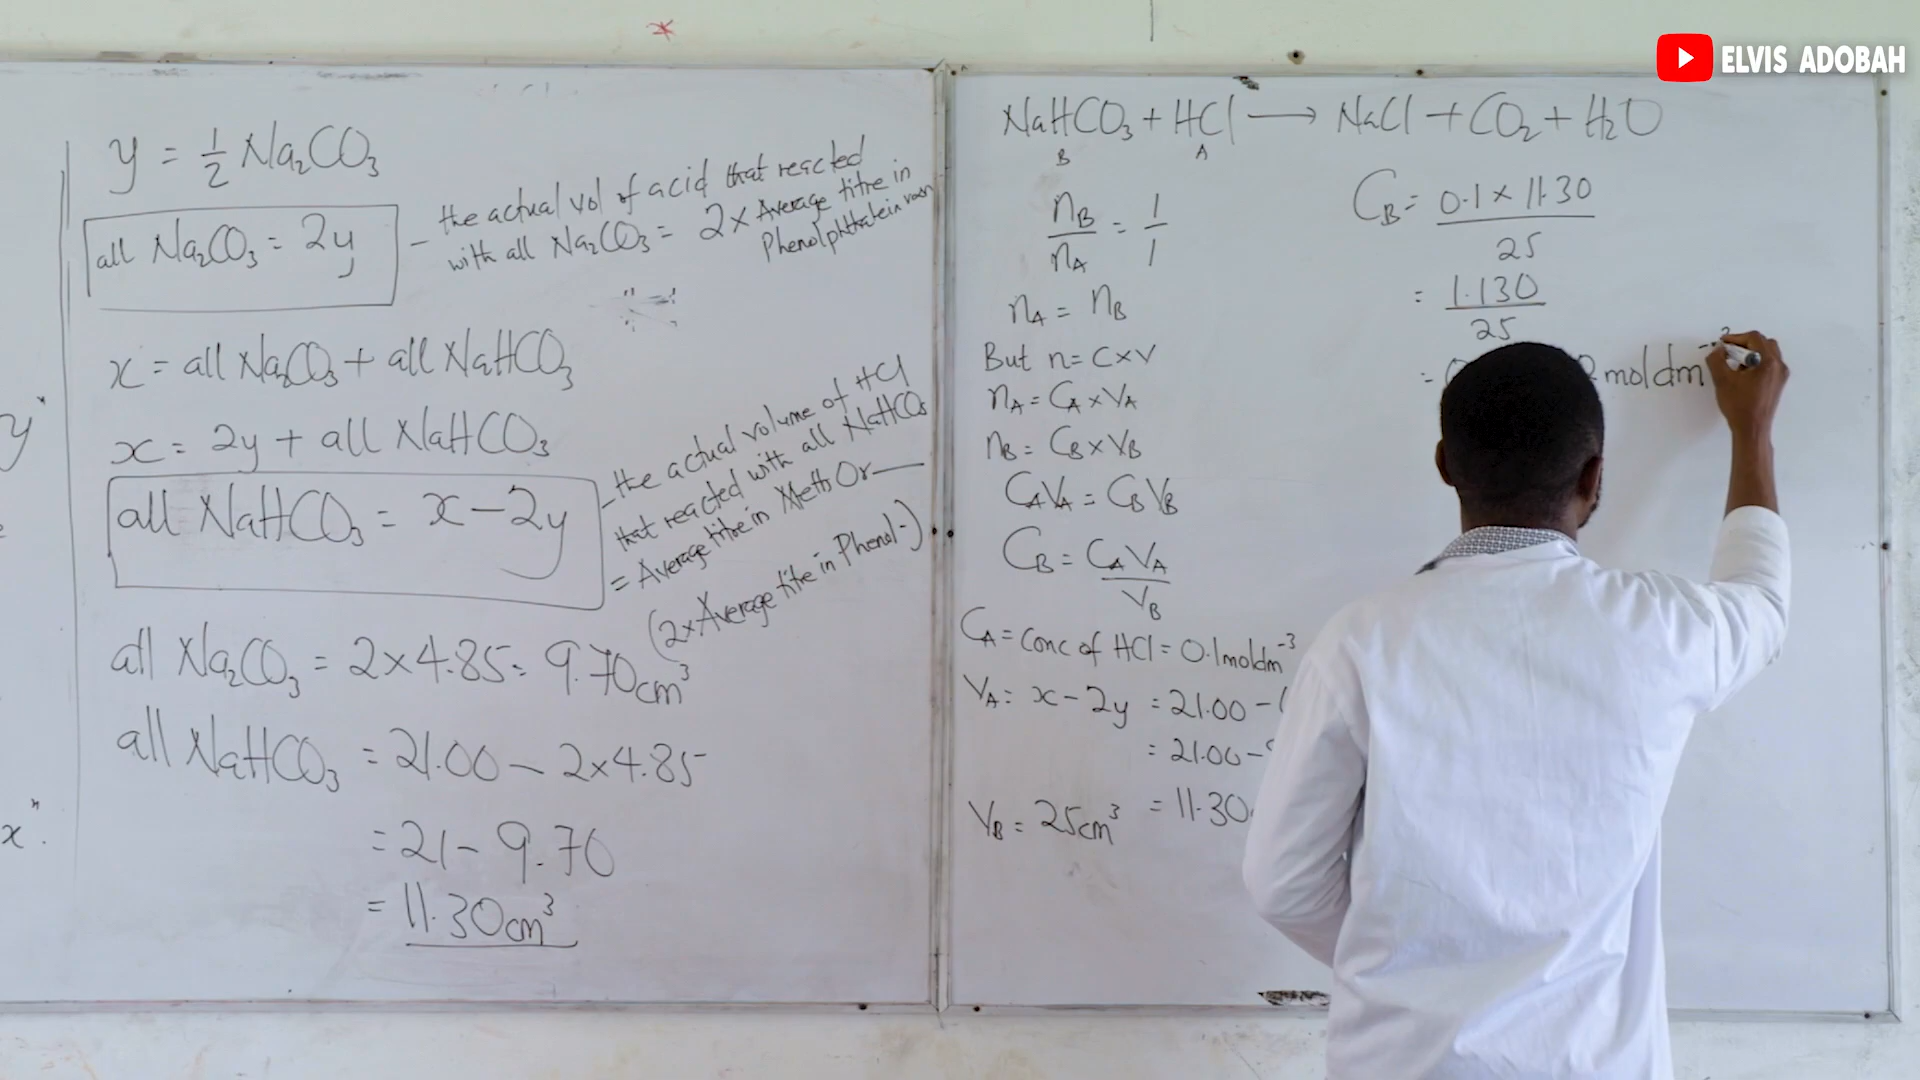 ELVIS ADOBAH
y
x".
y = 1/2 Na₂CO₃
all Na₂CO₃ = 2y
- the actual vol of acid that reacted
with all Na₂CO₃ = 2 × Average titre in
Phenolphthalein
x = all Na₂CO₃ + all NaHCO₃
x = 2y + all NaHCO₃
all NaHCO₃ = x - 2y
- the actual volume of HCl
that reacted with all NaHCO₃
= Average titre in Meth Or —
(2 × Average titre in Phenol-)
all Na₂CO₃ = 2 × 4.85 = 9.70cm³
all NaHCO₃ = 21.00 - 2 × 4.85
= 21 - 9.70
= 11.30cm³
NaHCO₃ + HCl → NaCl + CO₂ + H₂O
B A
nB/nA = 1/1
nA = nB
But n = C × V
nA = CA × VA
nB = CB × VB
CAVA = CBVB
CB = CAVA/VB
CA = Conc of HCl = 0.1moldm⁻³
VA = x - 2y = 21.00 - (
= 21.00 -
= 11.30
VB = 25cm³
CB = 0.1 × 11.30
25
= 1.130
25
= moldm⁻³